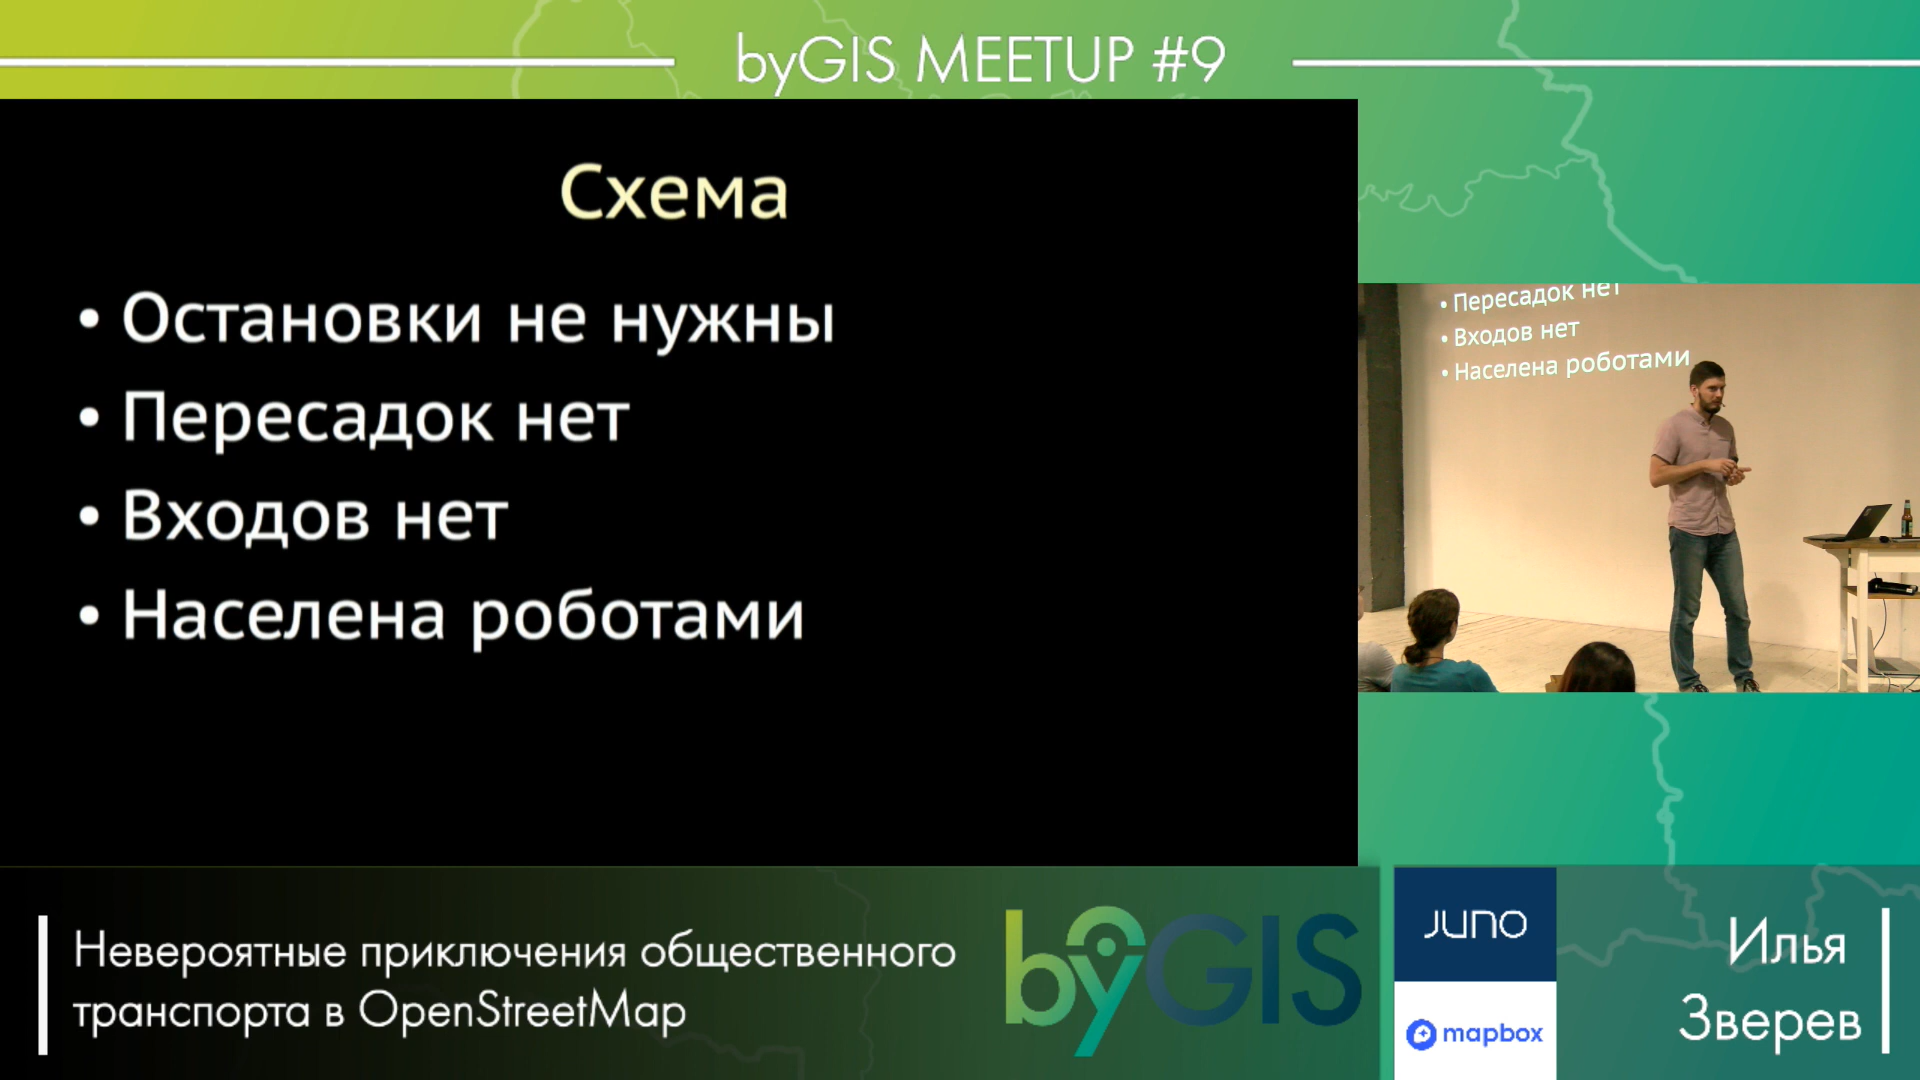 byGIS MEETUP #9
Схема
• Остановки не нужны
• Пересадок нет
• Входов нет
• Населена роботами
• Пересадок нет
• Входов нет
• Населена роботами
Невероятные приключения общественного
транспорта в OpenStreetMap
byGIS
JUNO
mapbox
Илья
Зверев